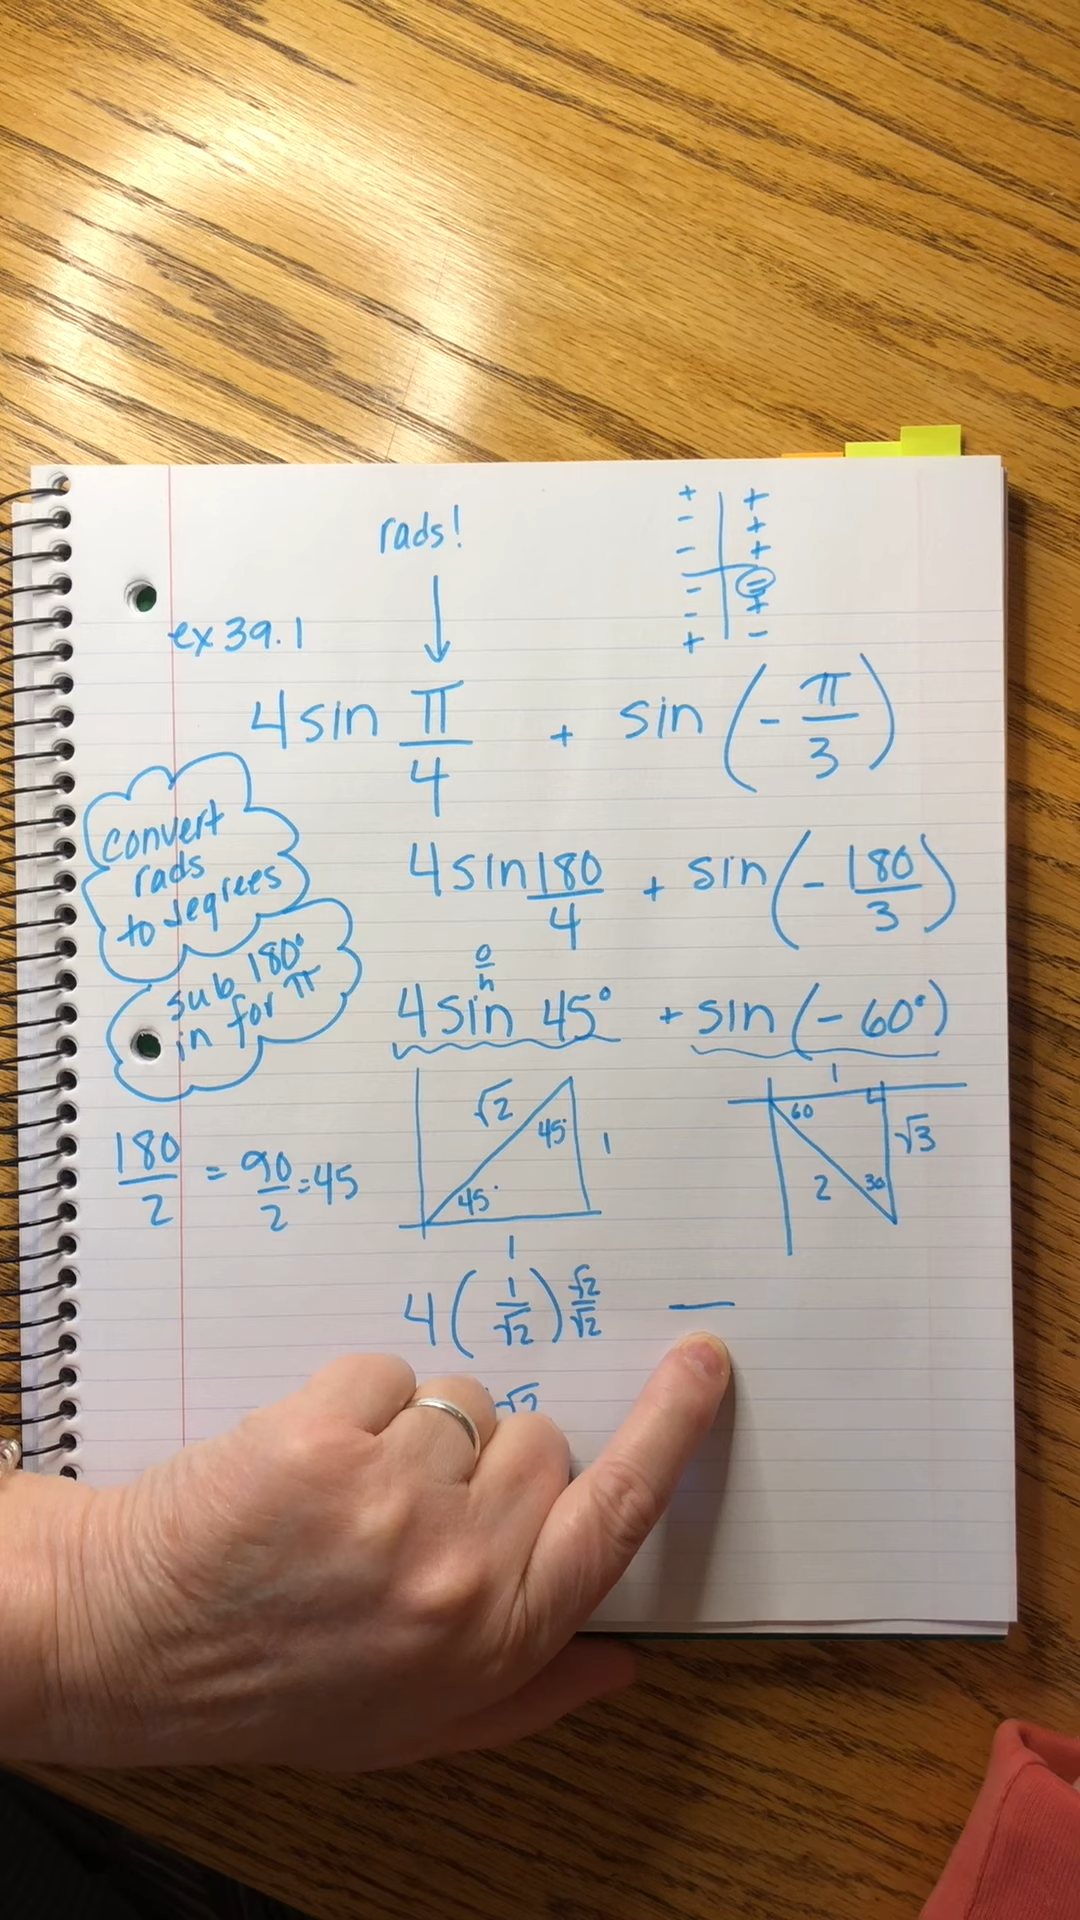 rads!
+ +
- +
- +
- -
- +
+ -
ex 39.1
4 sin π/4 + sin (- π/3)
convert
rads
to degrees
4 sin 180/4 + sin (- 180/3)
sub 180°
in for π
o/h
4 sin 45° + sin (- 60°)
180/2 = 90/2 = 45
√2
45°
1
45°
1
1
60
√3
2
30
4 (1/√2) √2/√2 —
√2